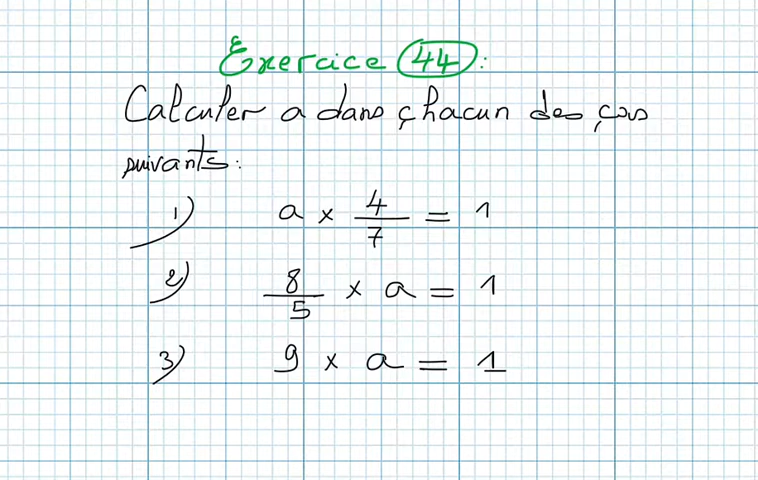 Exercice 44 :
Calculer a dans chacun des cas
suivants :
1) a × 4/7 = 1
2) 8/5 × a = 1
3) 9 × a = 1